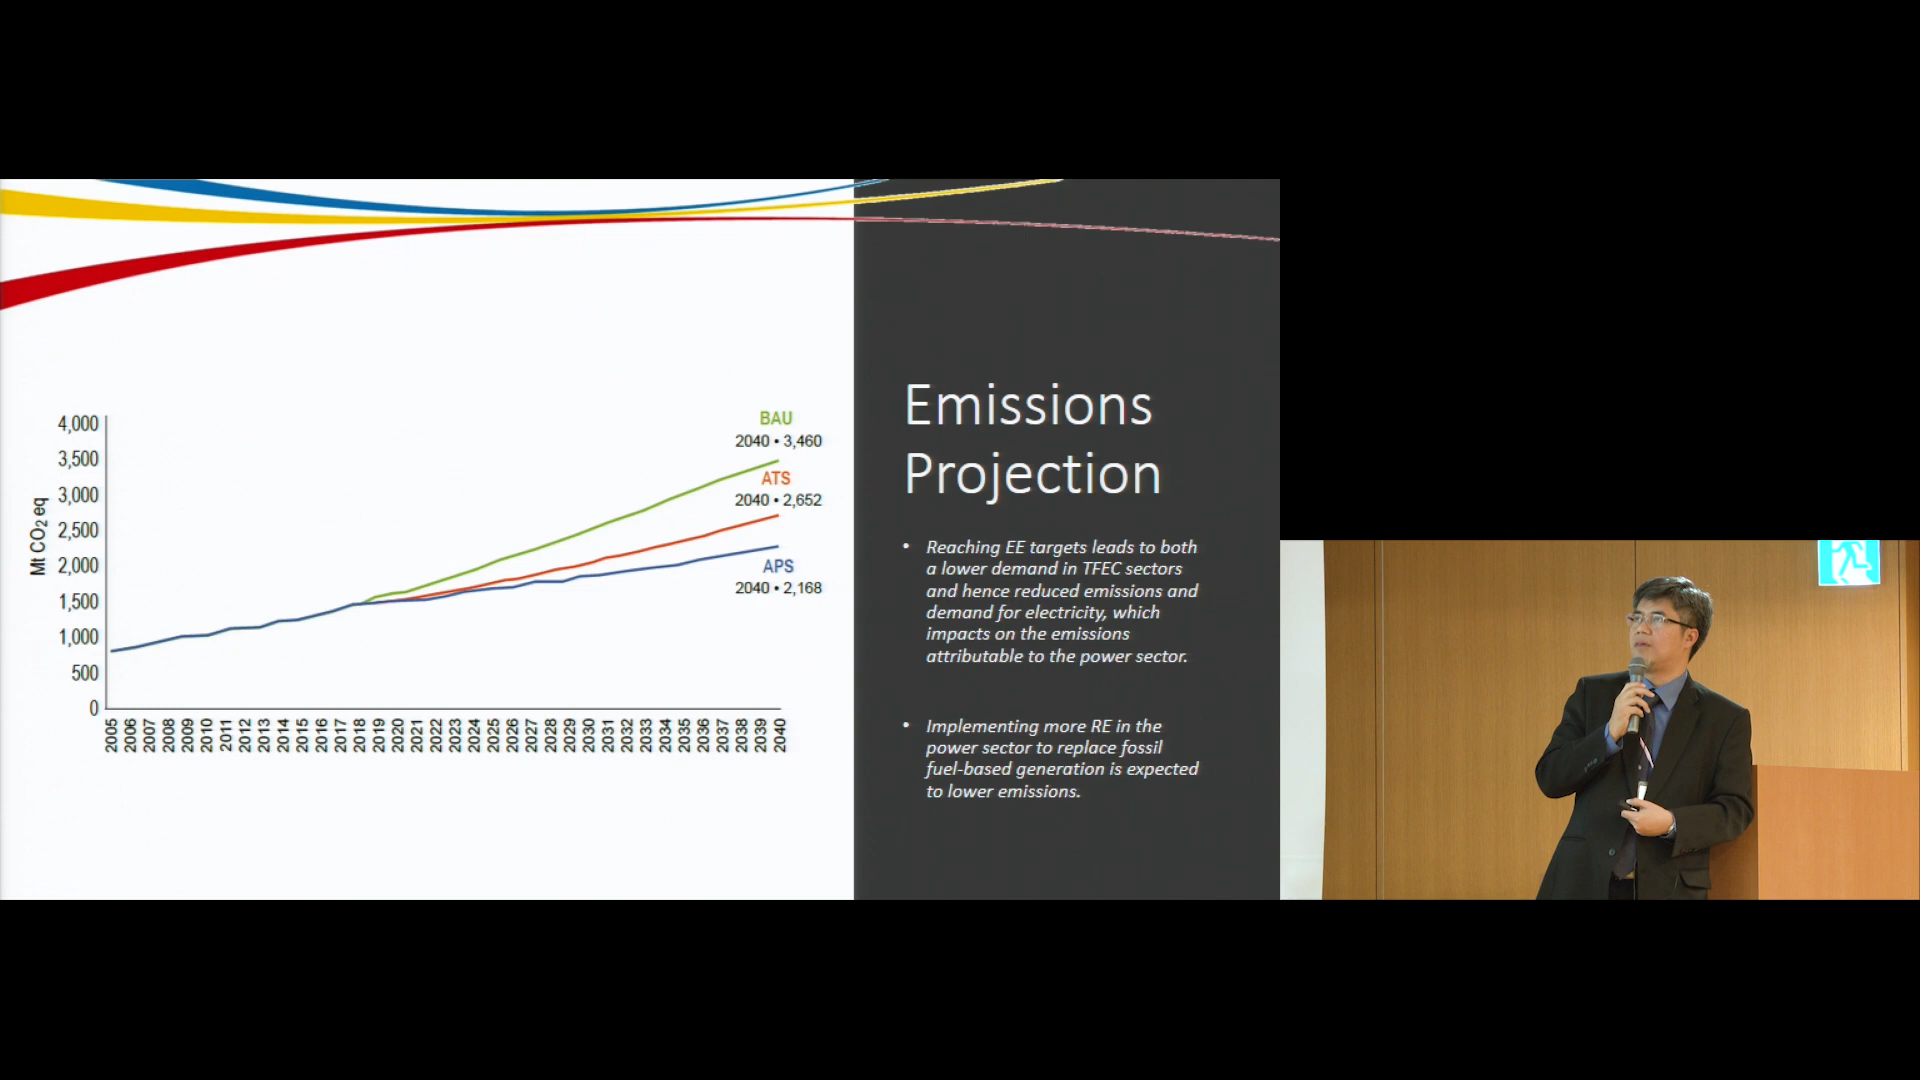 4,000
3,500
3,000
2,500
2,000
1,500
1,000
500
0
Mt CO₂ eq
BAU
2040 • 3,460
ATS
2040 • 2,652
APS
2040 • 2,168
2005 2006 2007 2008 2009 2010 2011 2012 2013 2014 2015 2016 2017 2018 2019 2020 2021 2022 2023 2024 2025 2026 2027 2028 2029 2030 2031 2032 2033 2034 2035 2036 2037 2038 2039 2040
Emissions
Projection
• Reaching EE targets leads to both
a lower demand in TFEC sectors
and hence reduced emissions and
demand for electricity, which
impacts on the emissions
attributable to the power sector.
• Implementing more RE in the
power sector to replace fossil
fuel-based generation is expected
to lower emissions.